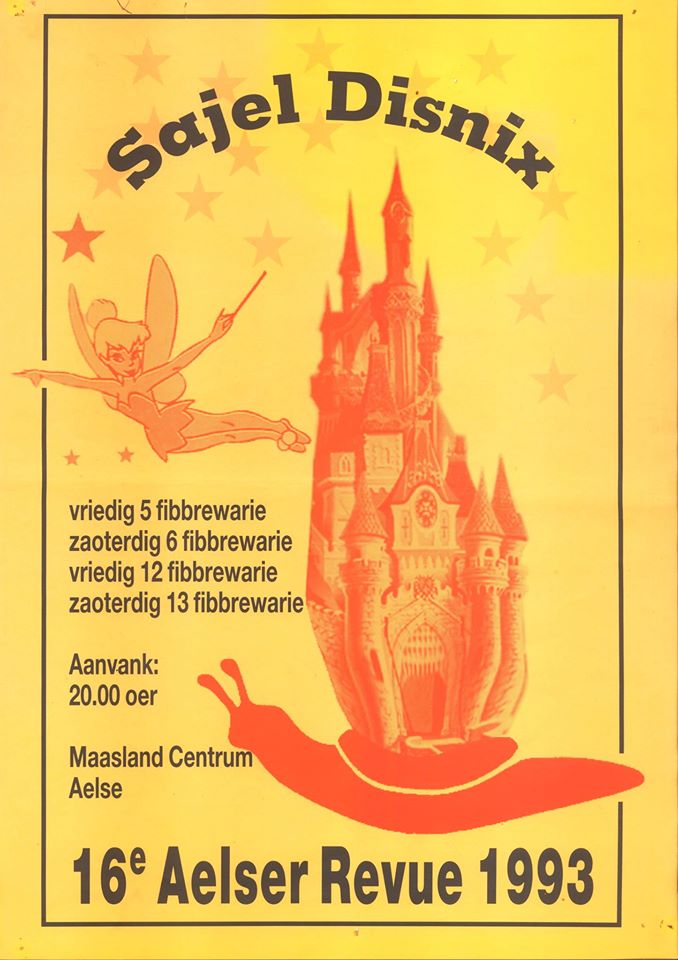 Sajel Disnix
vriedig 5 fibbrewarie
zaoterdig 6 fibbrewarie
vriedig 12 fibbrewarie
zaoterdig 13 fibbrewarie
Aanvank:
20.00 oer
Maasland Centrum
Aelse
16e Aelser Revue 1993